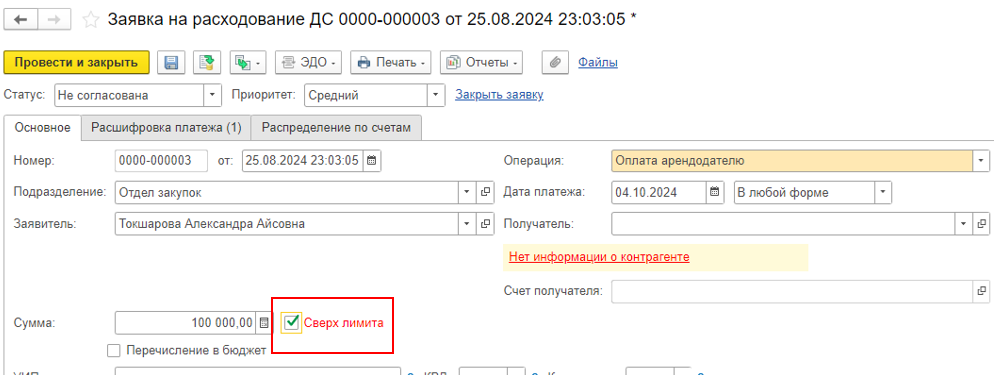 Заявка на расходование ДС 0000-000003 от 25.08.2024 23:03:05 *
Провести и закрыть ЭДО Печать Отчеты Файлы
Статус: Не согласована Приоритет: Средний Закрыть заявку
Основное Расшифровка платежа (1) Распределение по счетам
Номер: 0000-000003 от: 25.08.2024 23:03:05 Операция: Оплата арендодателю
Подразделение: Отдел закупок Дата платежа: 04.10.2024 В любой форме
Заявитель: Токшарова Александра Айсовна Получатель:
Нет информации о контрагенте
Счет получателя:
Сумма: 100 000,00 Сверх лимита
Перечисление в бюджет